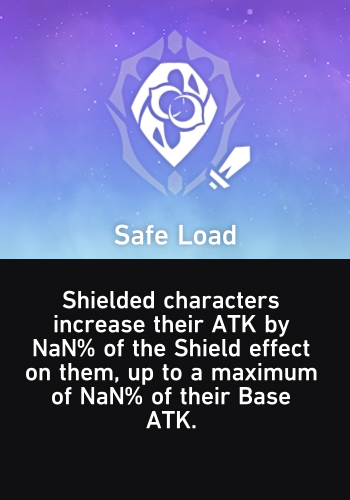 Safe Load
Shielded characters
increase their ATK by
NaN% of the Shield effect
on them, up to a maximum
of NaN% of their Base
ATK.